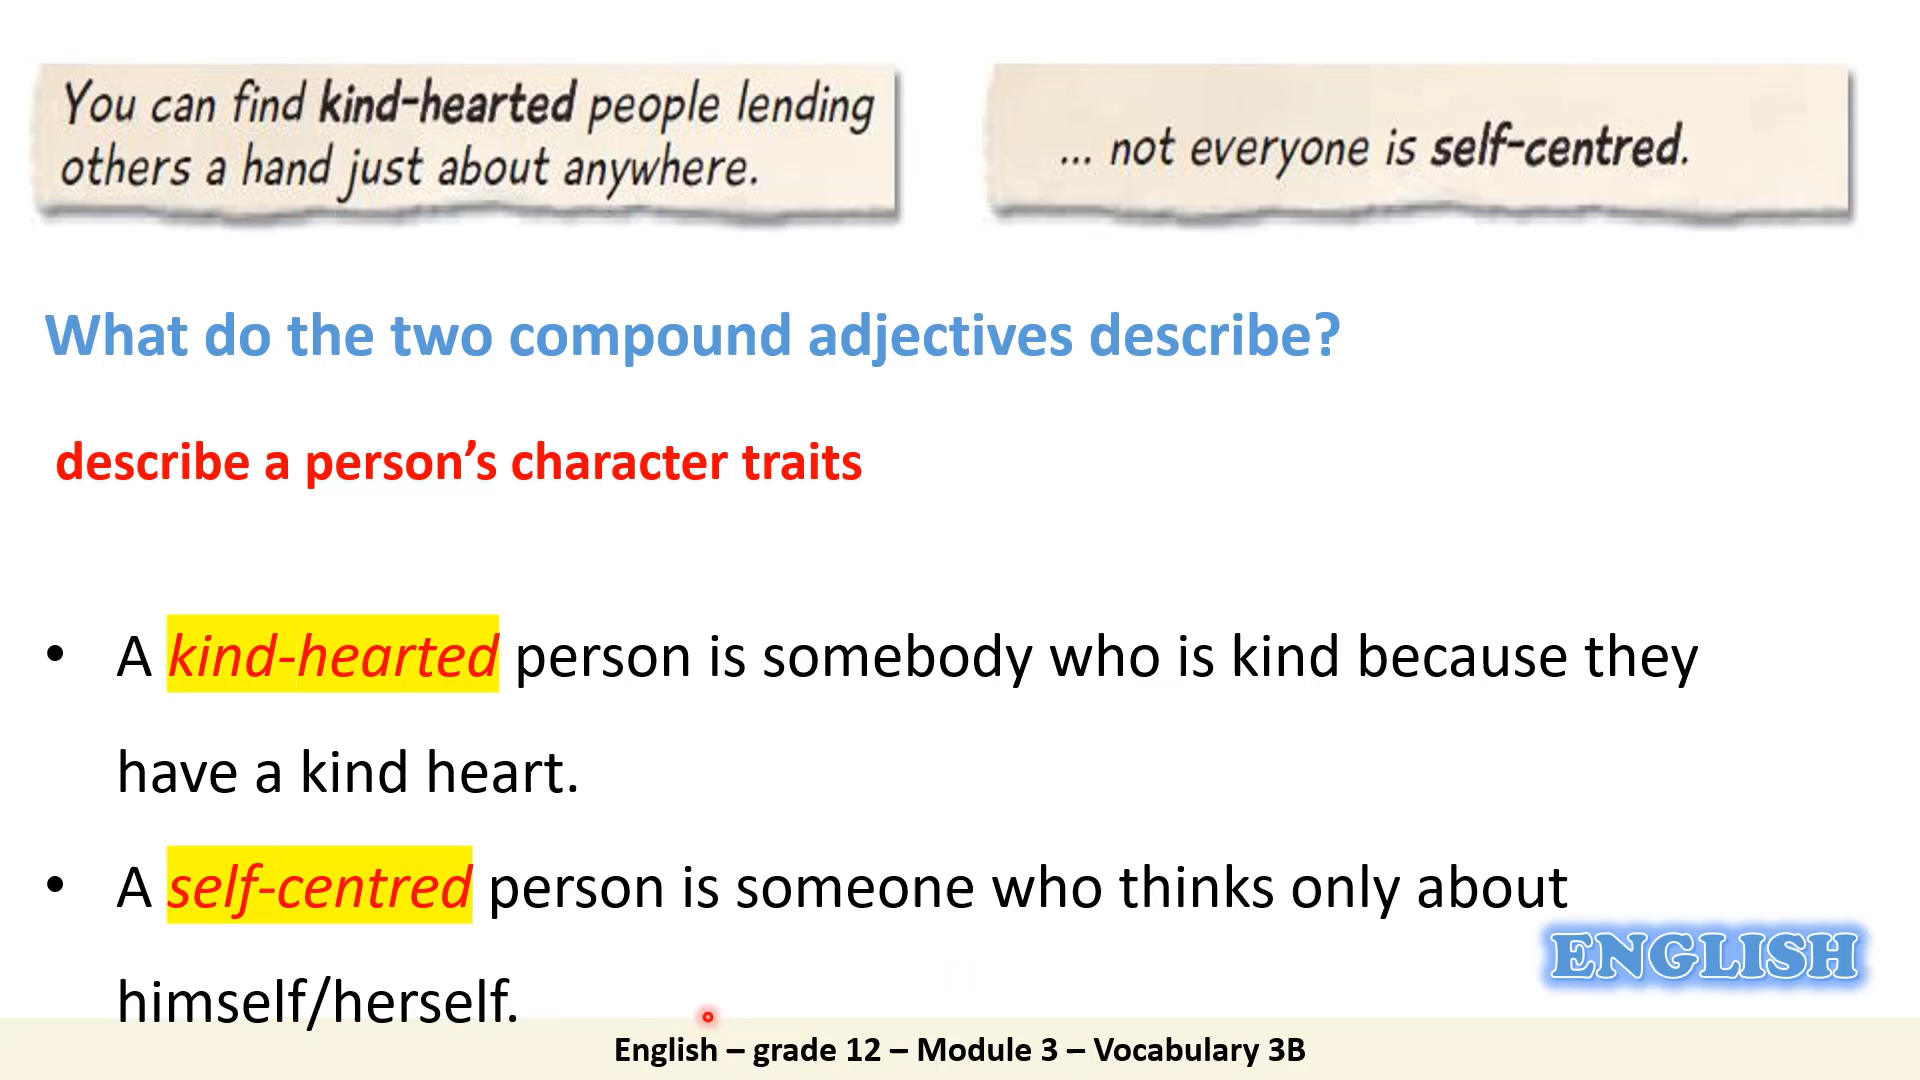 You can find kind-hearted people lending
others a hand just about anywhere.
... not everyone is self-centred.
What do the two compound adjectives describe?
describe a person’s character traits
• A kind-hearted person is somebody who is kind because they
have a kind heart.
• A self-centred person is someone who thinks only about
himself/herself.
ENGLISH
English – grade 12 – Module 3 – Vocabulary 3B